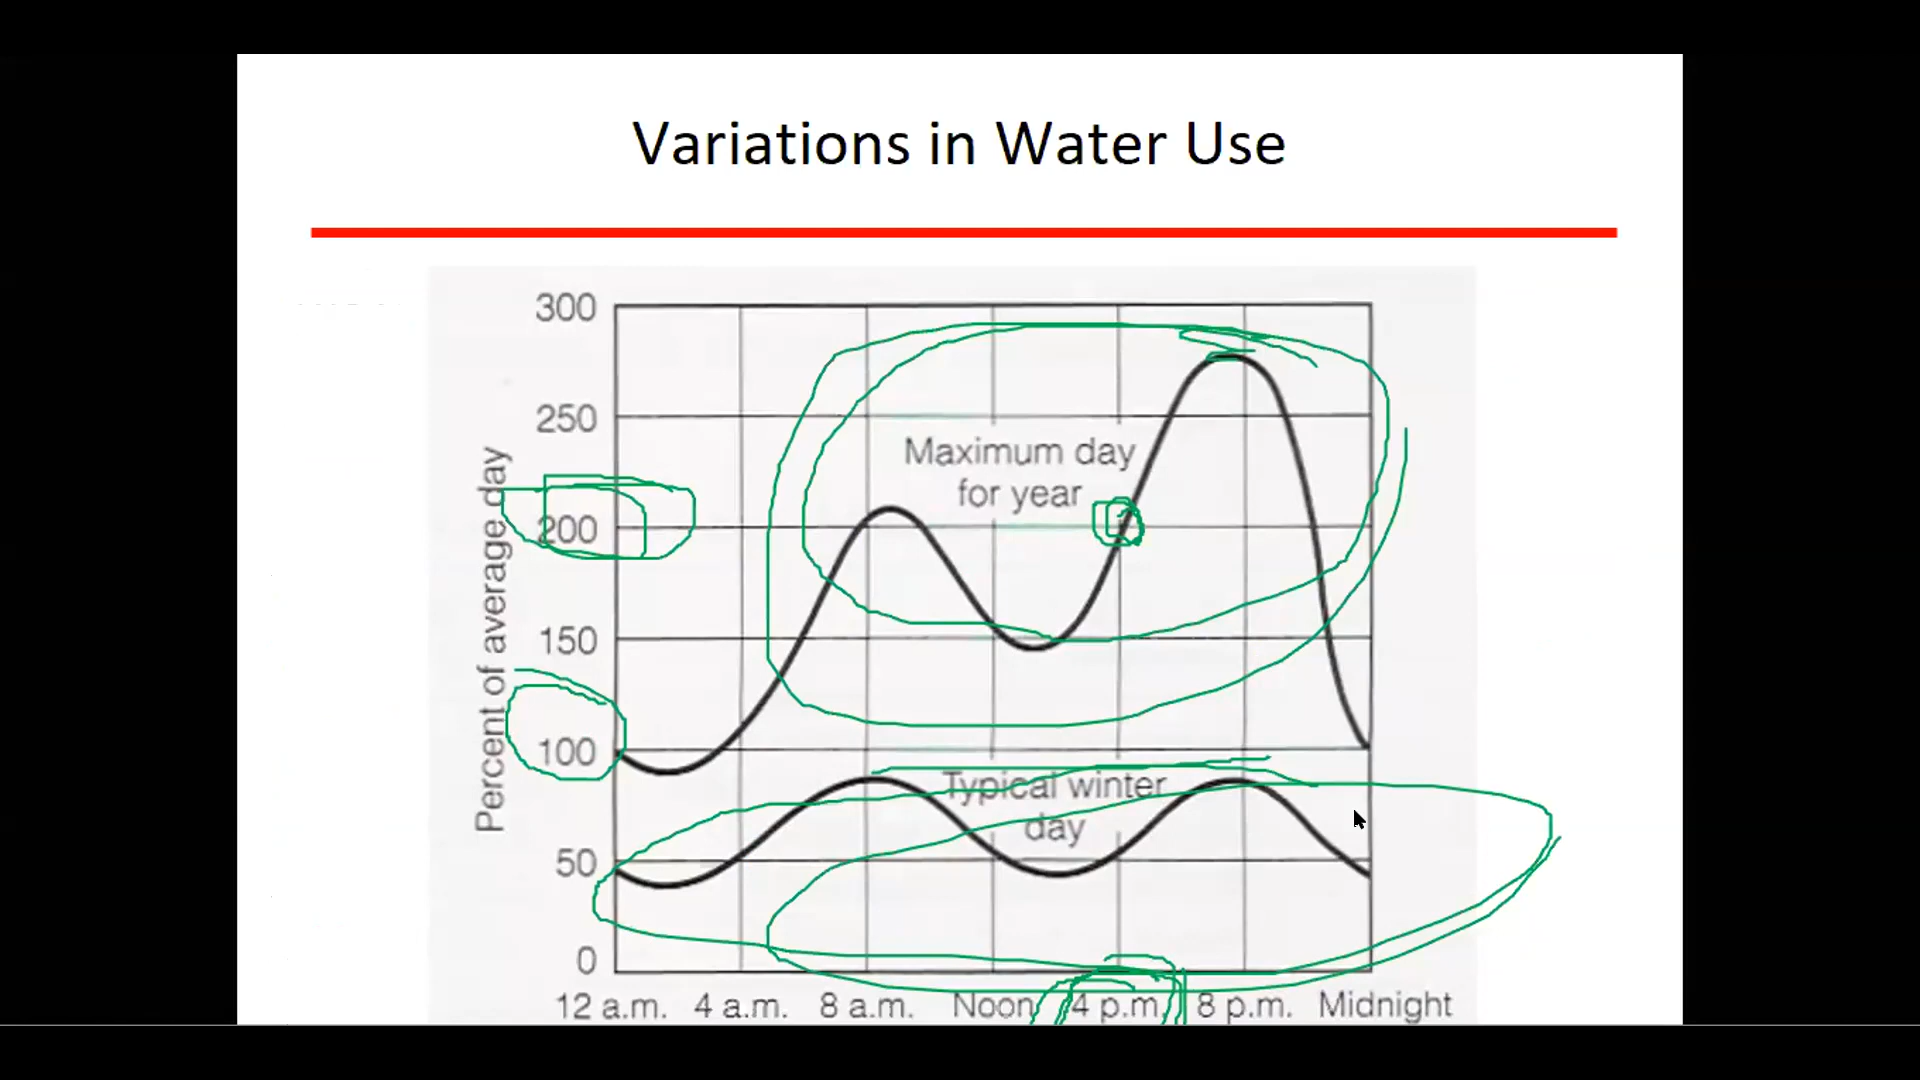 Variations in Water Use
300
250
200
150
100
50
0
Percent of average day
Maximum day
for year
Typical winter
day
12 a.m. 4 a.m. 8 a.m. Noon 4 p.m. 8 p.m. Midnight